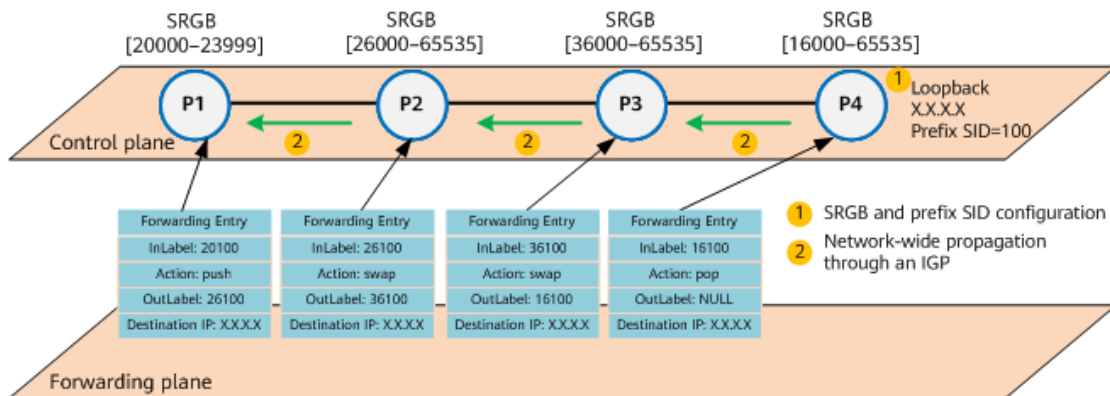 SRGB
[20000–23999]
SRGB
[26000–65535]
SRGB
[36000–65535]
SRGB
[16000–65535]
P1
P2
P3
P4
1
Loopback
X.X.X.X
Prefix SID=100
Control plane
2
2
2
Forwarding Entry
InLabel: 20100
Action: push
OutLabel: 26100
Destination IP: X.X.X.X
Forwarding Entry
InLabel: 26100
Action: swap
OutLabel: 36100
Destination IP: X.X.X.X
Forwarding Entry
InLabel: 36100
Action: swap
OutLabel: 16100
Destination IP: X.X.X.X
Forwarding Entry
InLabel: 16100
Action: pop
OutLabel: NULL
Destination IP: X.X.X.X
1 SRGB and prefix SID configuration
2 Network-wide propagation
through an IGP
Forwarding plane